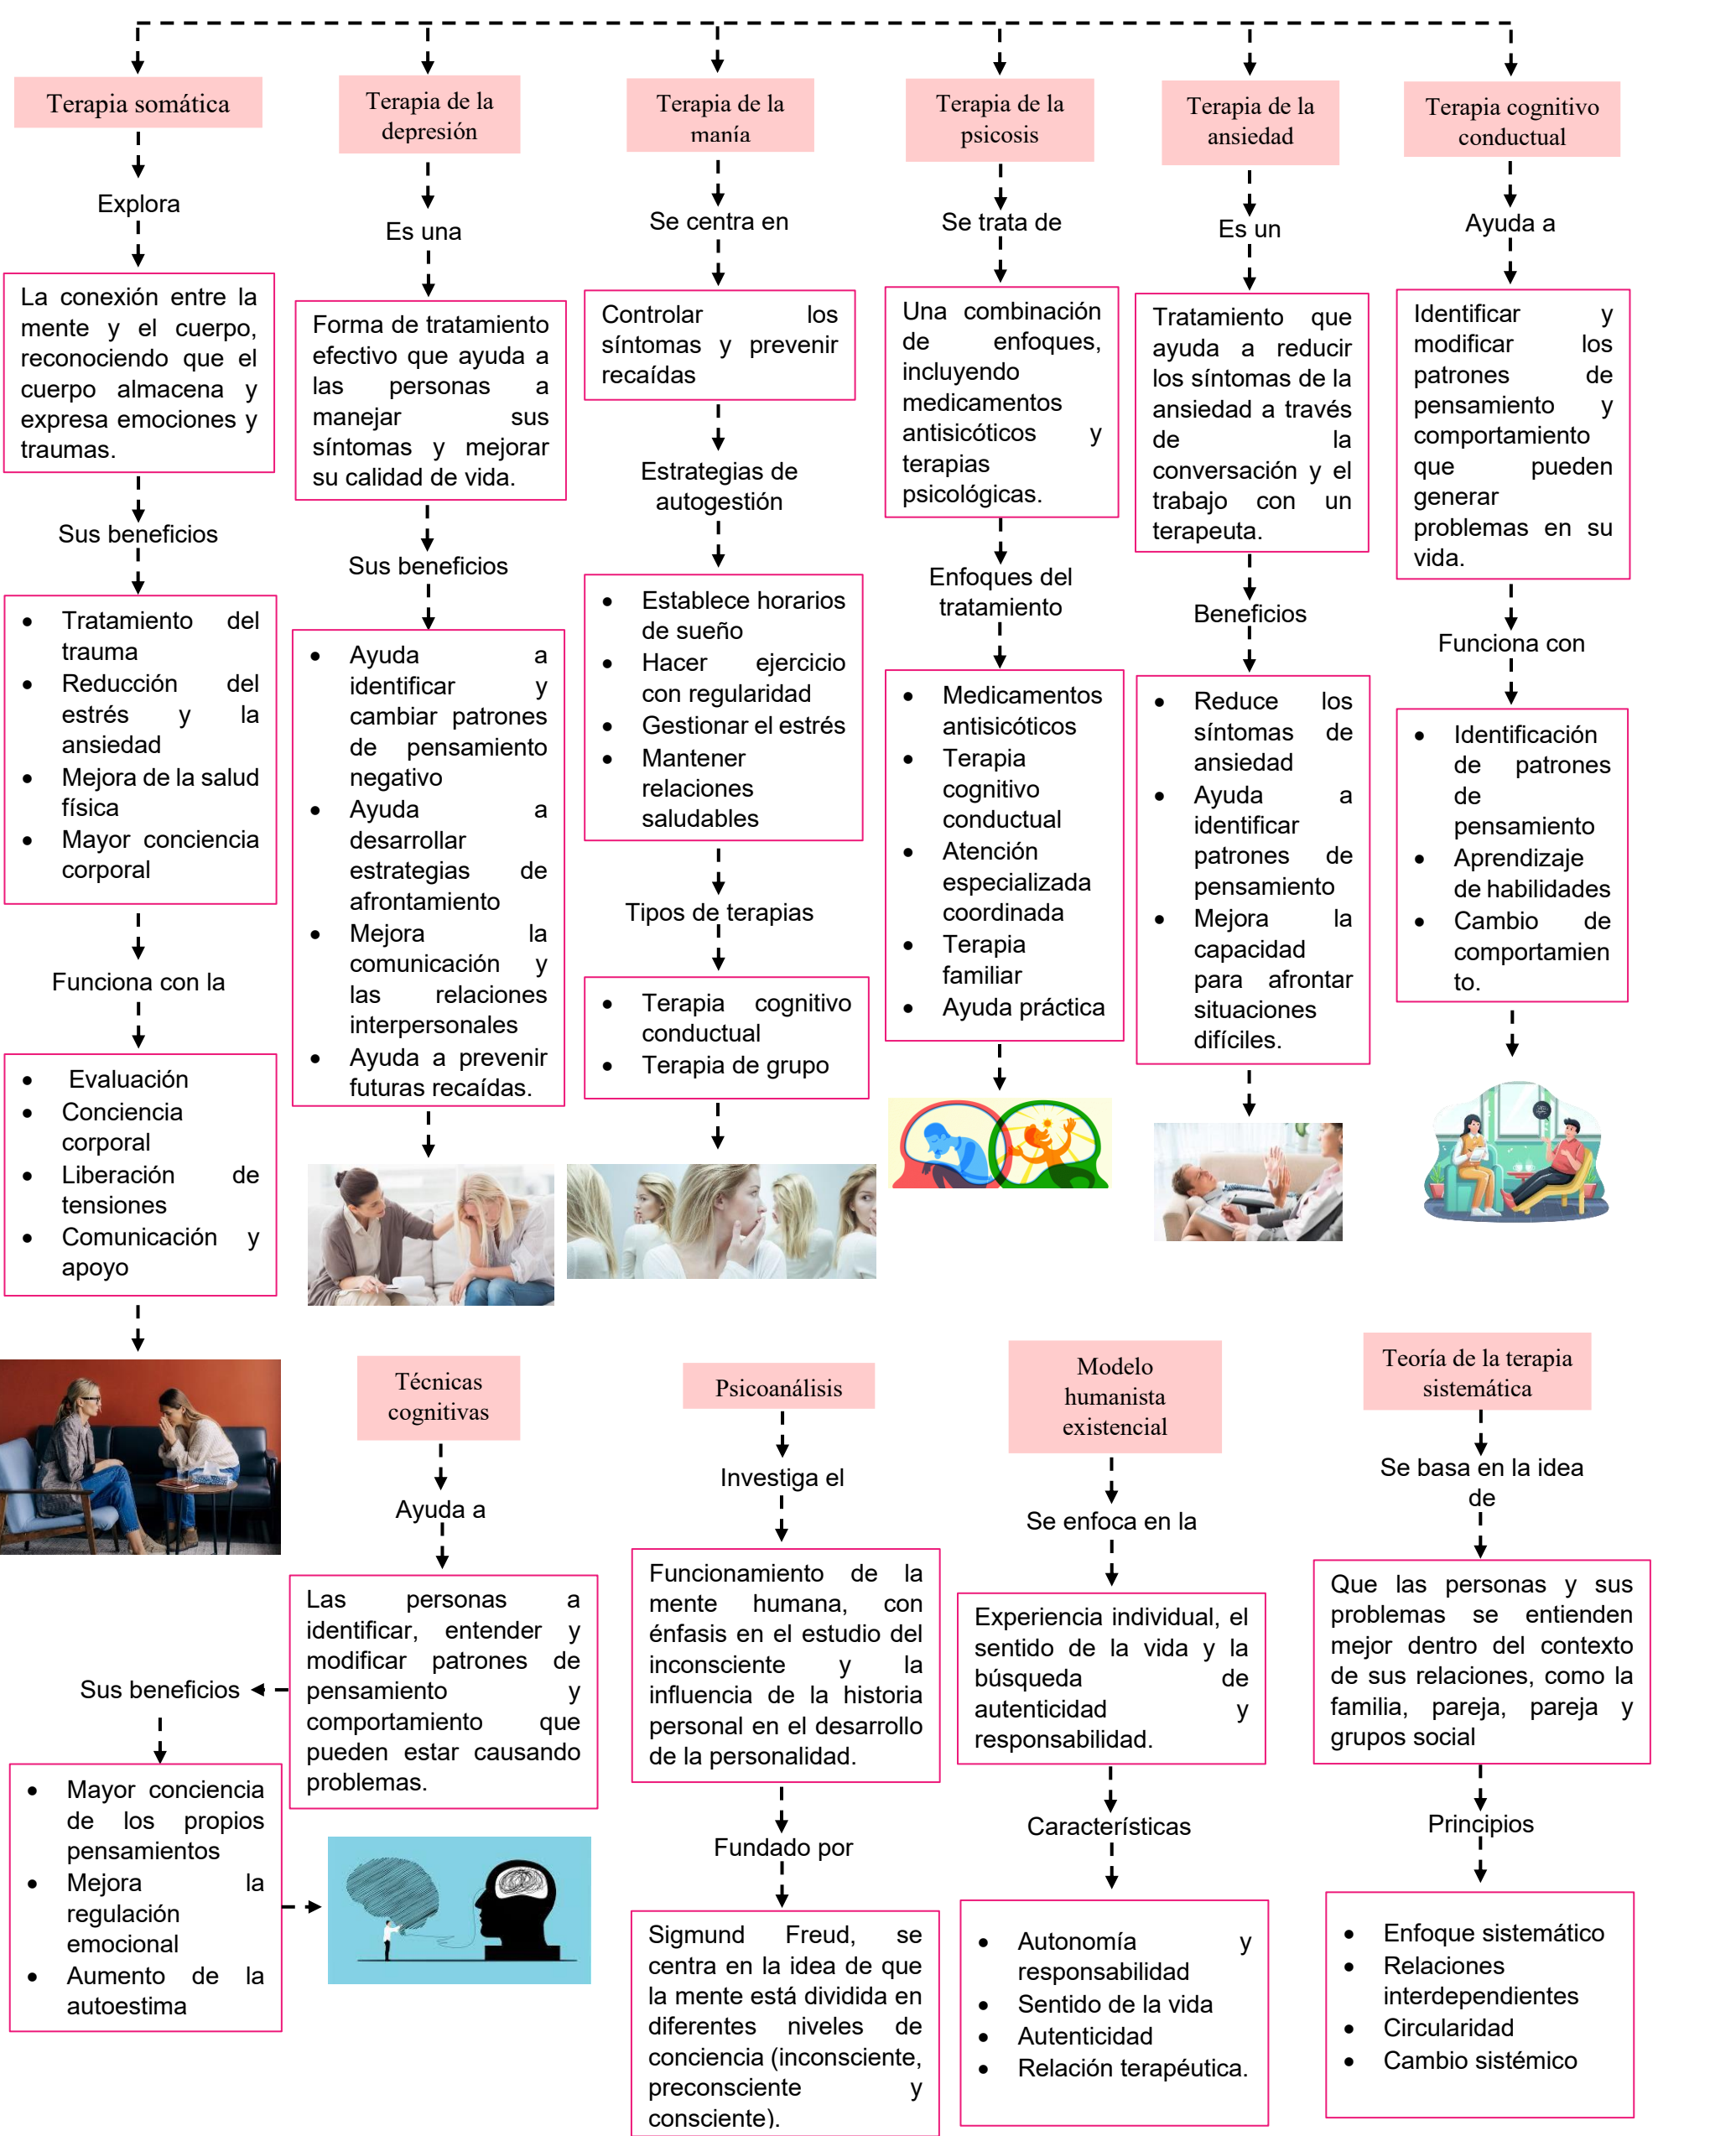 Terapia somática
Explora
La conexión entre la
mente y el cuerpo,
reconociendo que el
cuerpo almacena y
expresa emociones y
traumas.
Sus beneficios
• Tratamiento del
trauma
• Reducción del
estrés y la
ansiedad
• Mejora de la salud
física
• Mayor conciencia
corporal
Funciona con la
• Evaluación
• Conciencia
corporal
• Liberación de
tensiones
• Comunicación y
apoyo
Terapia de la
depresión
Es una
Forma de tratamiento
efectivo que ayuda a
las personas a
manejar sus
síntomas y mejorar
su calidad de vida.
Sus beneficios
• Ayuda a
identificar y
cambiar patrones
de pensamiento
negativo
• Ayuda a
desarrollar
estrategias de
afrontamiento
• Mejora la
comunicación y
las relaciones
interpersonales
• Ayuda a prevenir
futuras recaídas.
Terapia de la
manía
Se centra en
Controlar los
síntomas y prevenir
recaídas
Estrategias de
autogestión
• Establece horarios
de sueño
• Hacer ejercicio
con regularidad
• Gestionar el estrés
• Mantener
relaciones
saludables
Tipos de terapias
• Terapia cognitivo
conductual
• Terapia de grupo
Terapia de la
psicosis
Se trata de
Una combinación
de enfoques,
incluyendo
medicamentos
antisicóticos y
terapias
psicológicas.
Enfoques del
tratamiento
• Medicamentos
antisicóticos
• Terapia
cognitivo
conductual
• Atención
especializada
coordinada
• Terapia
familiar
• Ayuda práctica
Terapia de la
ansiedad
Es un
Tratamiento que
ayuda a reducir
los síntomas de la
ansiedad a través
de la
conversación y el
trabajo con un
terapeuta.
Beneficios
• Reduce los
síntomas de
ansiedad
• Ayuda a
identificar
patrones de
pensamiento
• Mejora la
capacidad
para afrontar
situaciones
difíciles.
Terapia cognitivo
conductual
Ayuda a
Identificar y
modificar los
patrones de
pensamiento y
comportamiento
que pueden
generar
problemas en su
vida.
Funciona con
• Identificación
de patrones
de
pensamiento
• Aprendizaje
de habilidades
• Cambio de
comportamien
to.
Técnicas
cognitivas
Ayuda a
Las personas a
identificar, entender y
modificar patrones de
pensamiento y
comportamiento que
pueden estar causando
problemas.
Sus beneficios
• Mayor conciencia
de los propios
pensamientos
• Mejora la
regulación
emocional
• Aumento de la
autoestima
Psicoanálisis
Investiga el
Funcionamiento de la
mente humana, con
énfasis en el estudio del
inconsciente y la
influencia de la historia
personal en el desarrollo
de la personalidad.
Fundado por
Sigmund Freud, se
centra en la idea de que
la mente está dividida en
diferentes niveles de
conciencia (inconsciente,
preconsciente y
consciente).
Modelo
humanista
existencial
Se enfoca en la
Experiencia individual, el
sentido de la vida y la
búsqueda de
autenticidad y
responsabilidad.
Características
• Autonomía y
responsabilidad
• Sentido de la vida
• Autenticidad
• Relación terapéutica.
Teoría de la terapia
sistemática
Se basa en la idea
de
Que las personas y sus
problemas se entienden
mejor dentro del contexto
de sus relaciones, como la
familia, pareja, pareja y
grupos social
Principios
• Enfoque sistemático
• Relaciones
interdependientes
• Circularidad
• Cambio sistémico